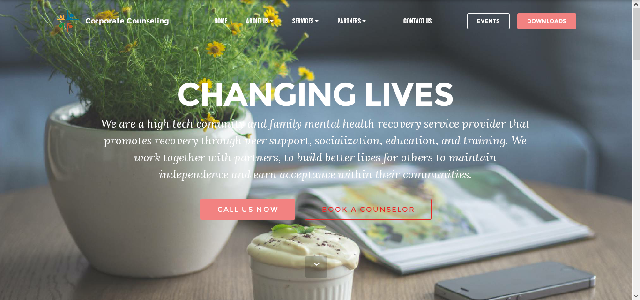 Corporate Counseling
HOME ABOUT US SERVICES PARTNERS CONTACT US EVENTS DOWNLOADS
CHANGING LIVES
We are a high tech comunity and family mental health recovery service provider that
promotes recovery through peer support, socialization, education, and training. We
work together with partners, to build better lives for others to maintain
independence and earn acceptance within their communities.
CALL US NOW BOOK A COUNSELOR